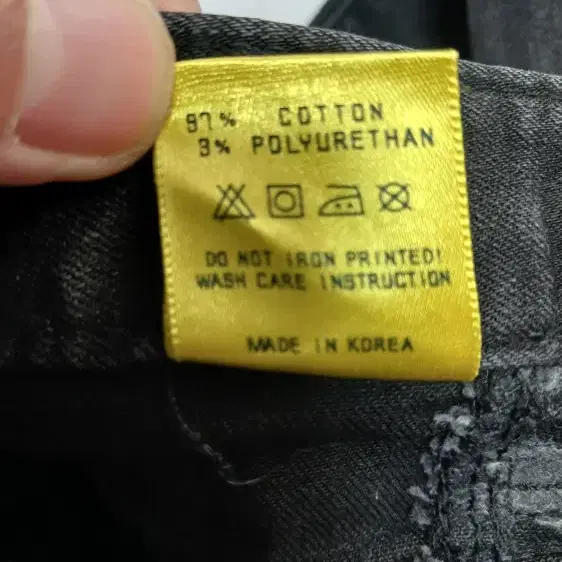 97% COTTON
3% POLYURETHAN
DO NOT IRON PRINTED!
WASH CARE INSTRUCTION
MADE IN KOREA